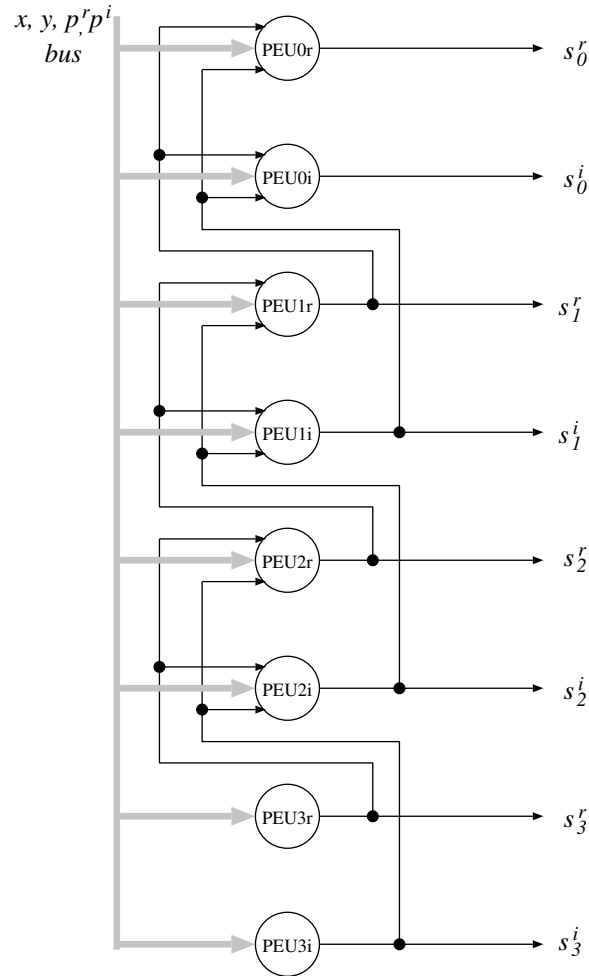 x, y, p^r, p^i
bus
PEU0r
s_0^r
PEU0i
s_0^i
PEU1r
s_1^r
PEU1i
s_1^i
PEU2r
s_2^r
PEU2i
s_2^i
PEU3r
s_3^r
PEU3i
s_3^i